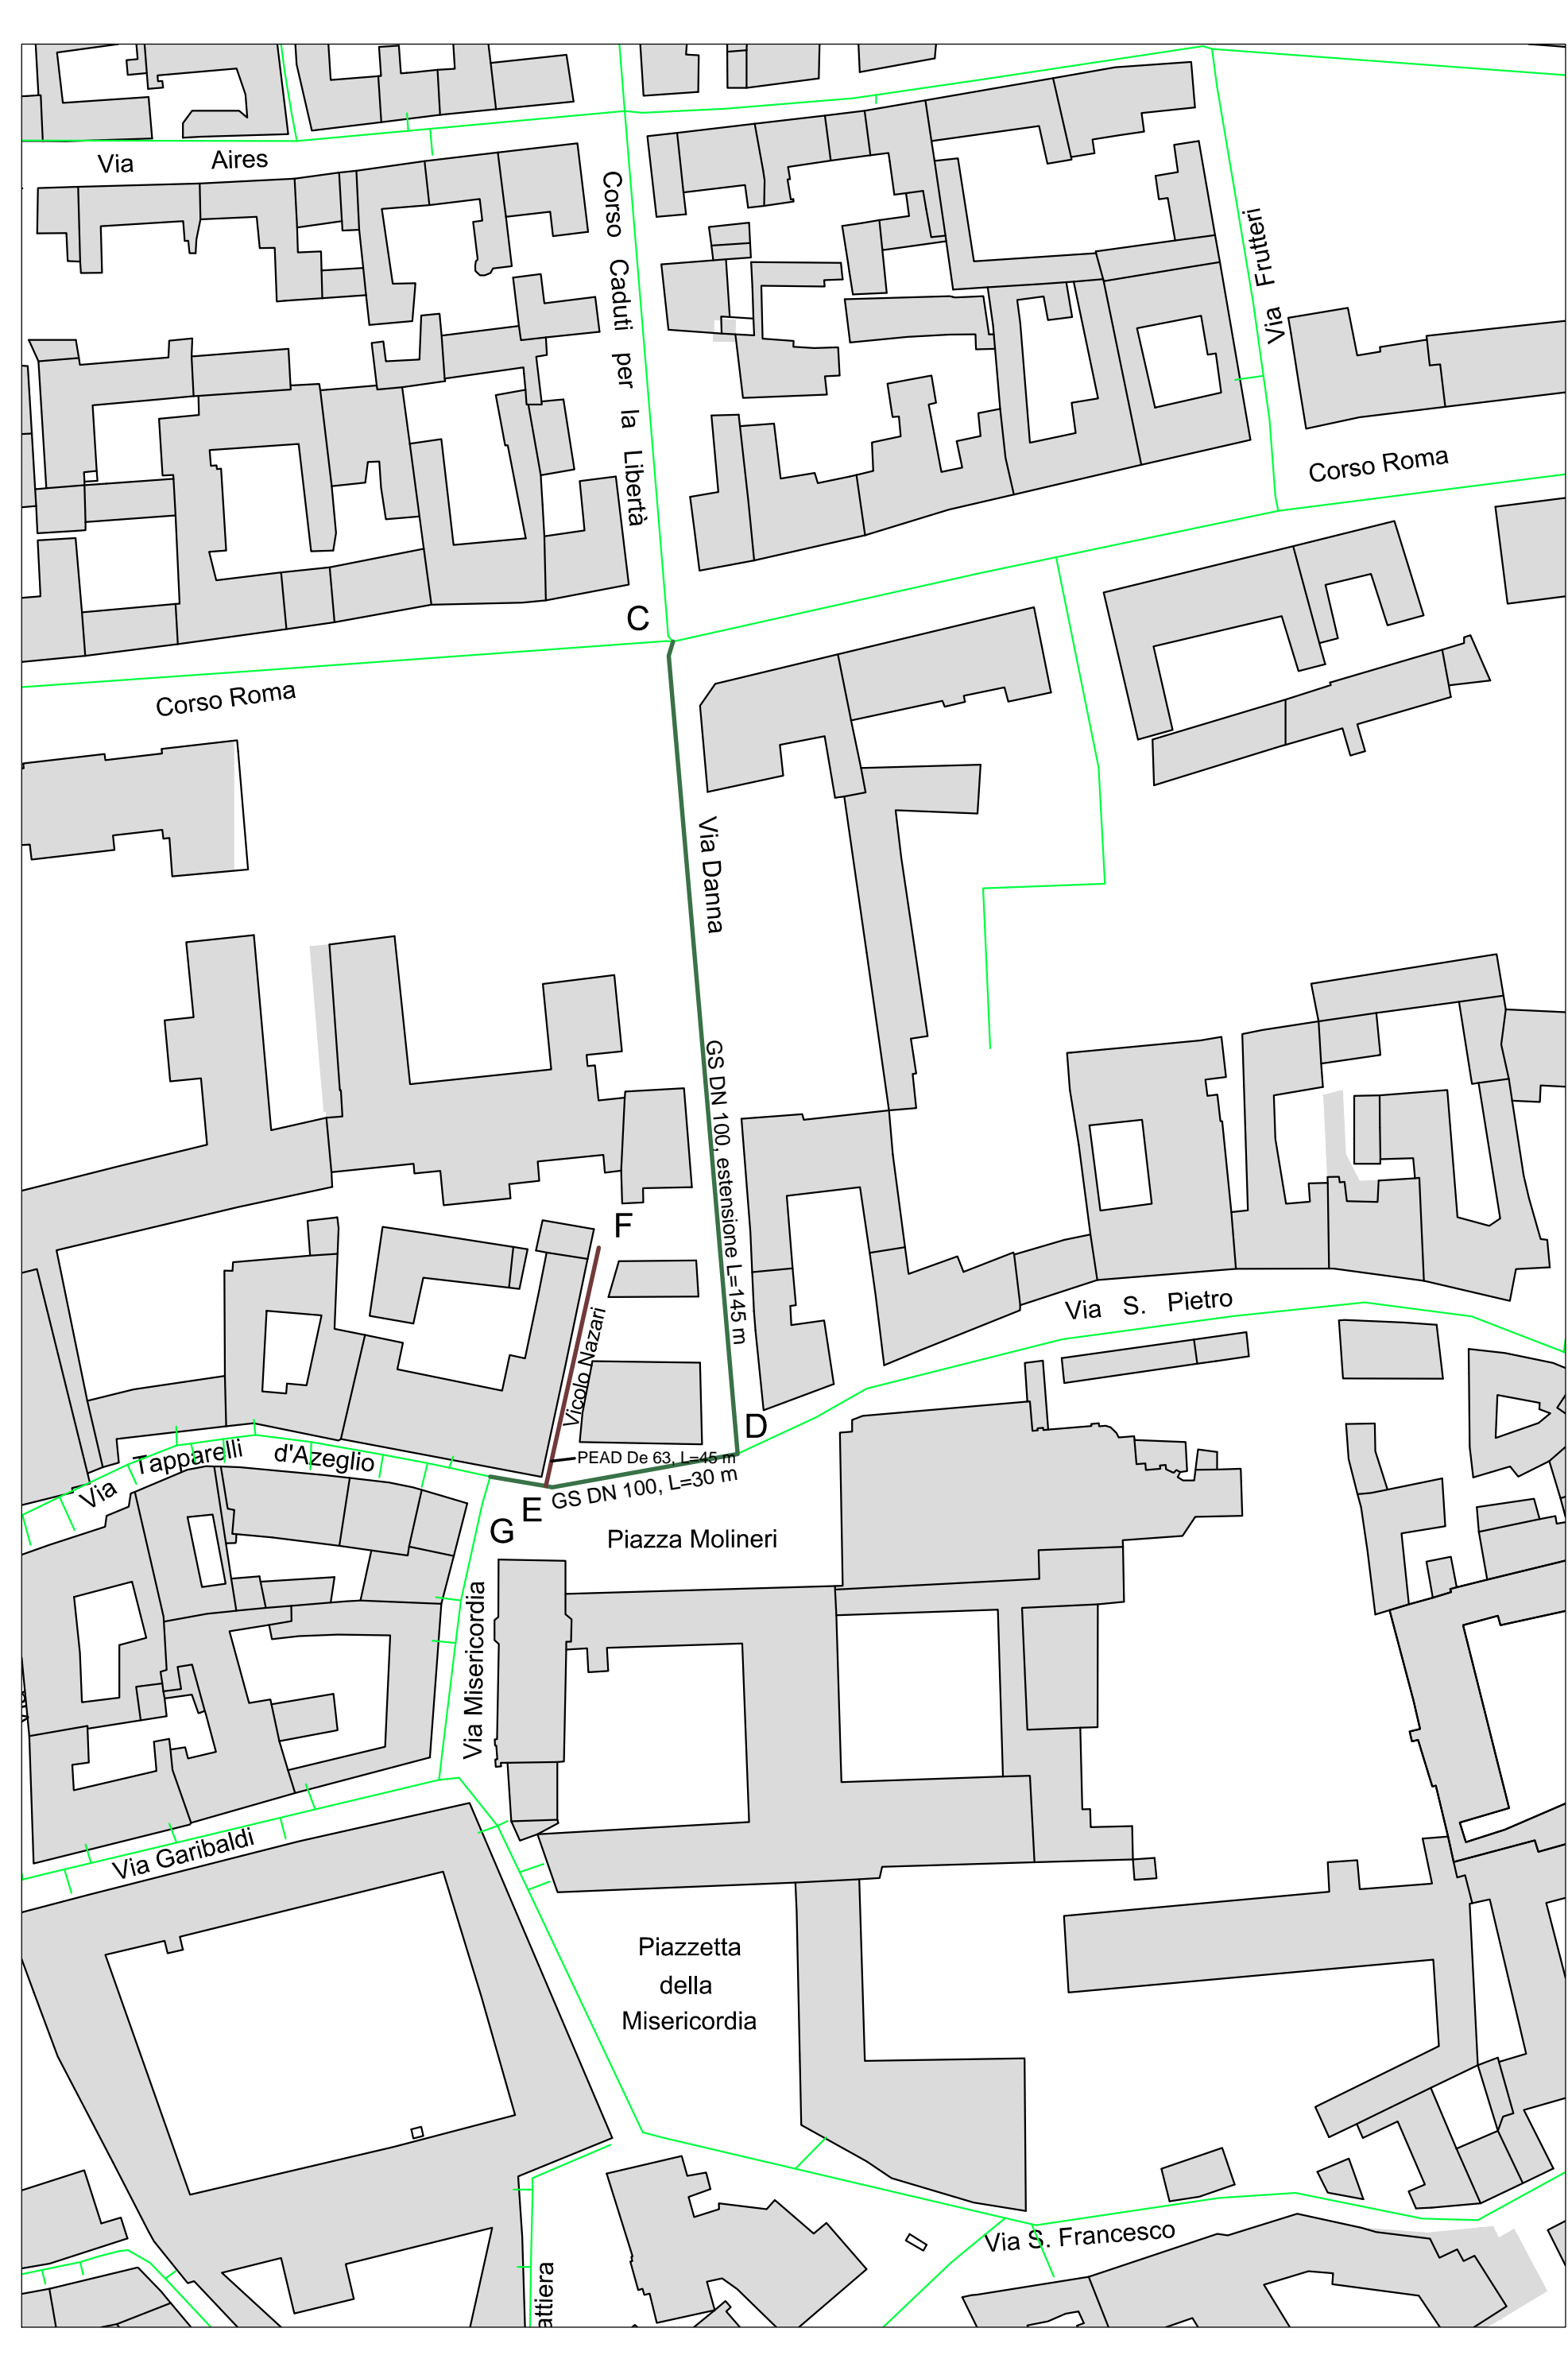 Via Aires
Corso Caduti per la Libertà
Via Frutteri
Corso Roma
C
Corso Roma
Via Danna
GS DN 100, estensione L=145 m
F
Via S. Pietro
Vicolo Nazari
D
Via Tapparelli d'Azeglio
PEAD De 63, L=45 m
GS DN 100, L=30 m
E
G
Piazza Molineri
Via Misericordia
Via Garibaldi
Piazzetta
della
Misericordia
Via S. Francesco
attiera